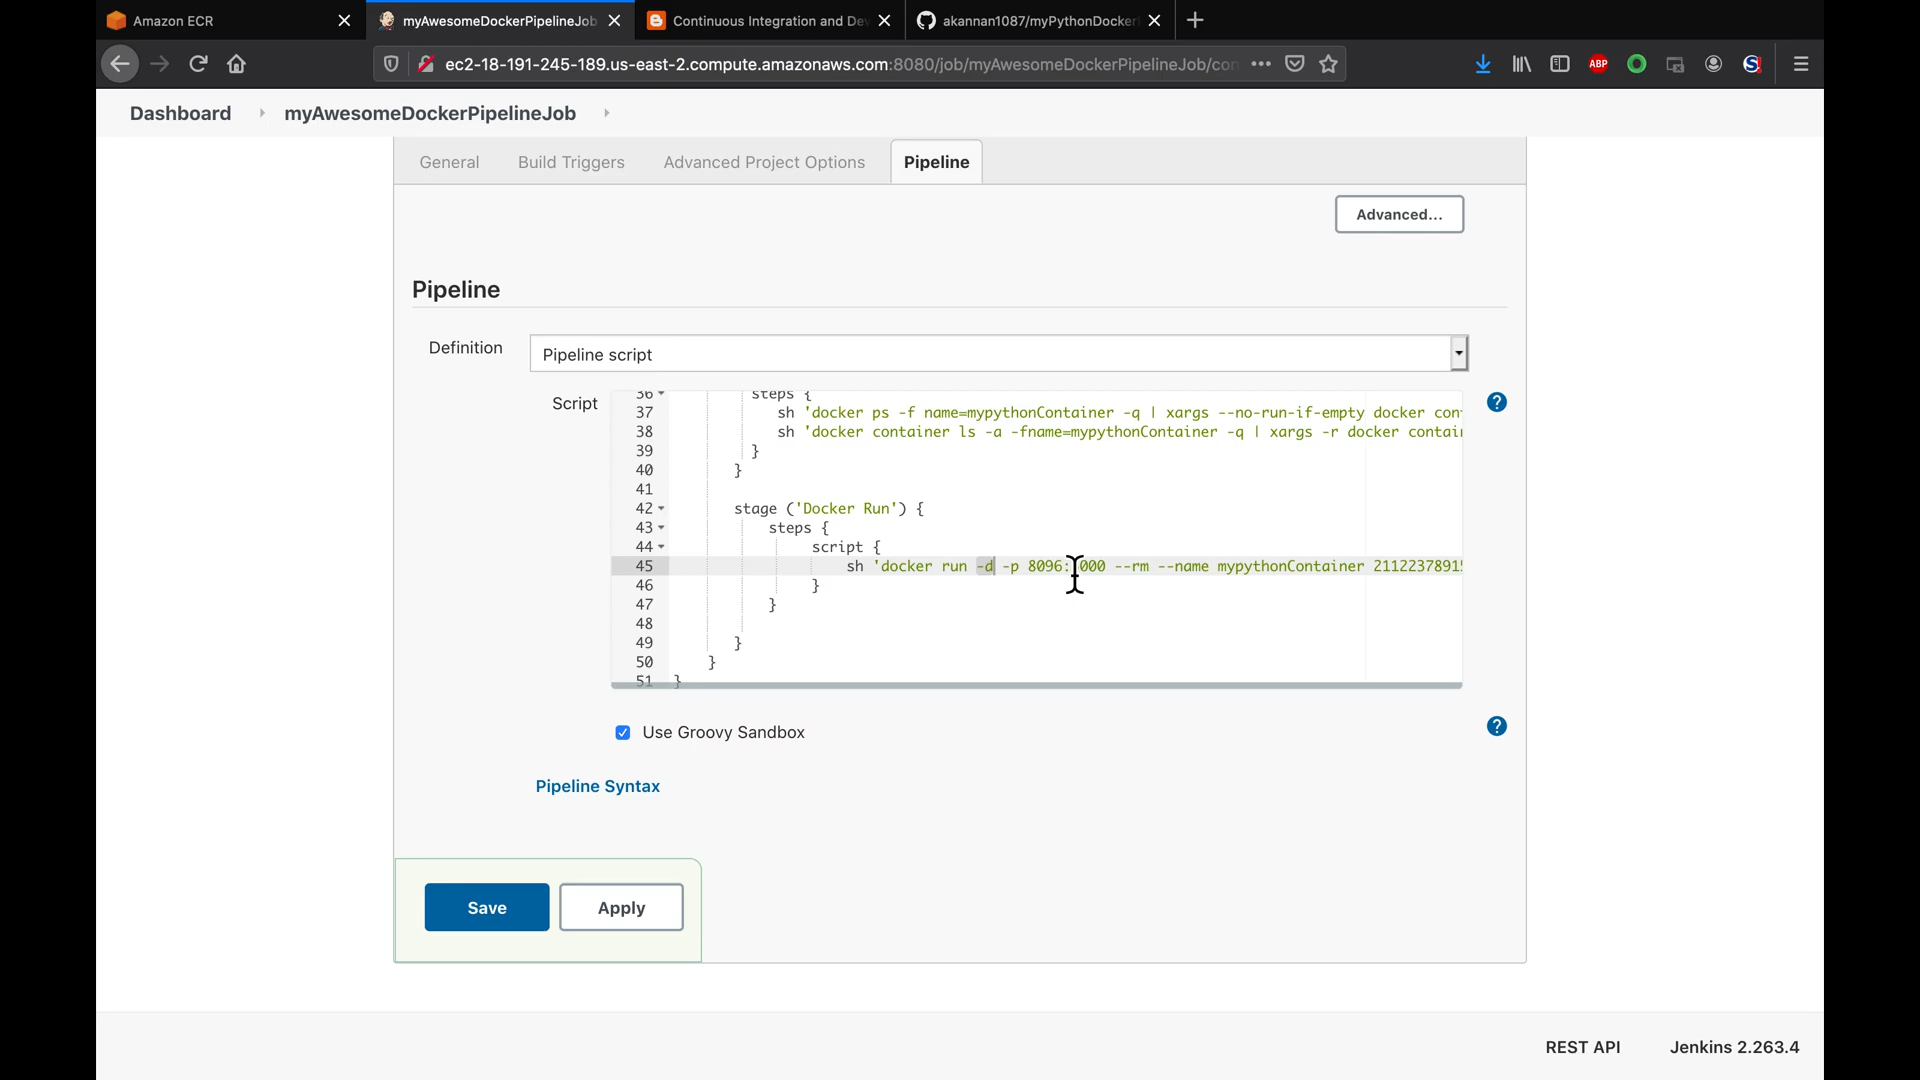 Amazon ECR
myAwesomeDockerPipelineJob
Continuous Integration and De
akannan1087/myPythonDocker
ec2-18-191-245-189.us-east-2.compute.amazonaws.com:8080/job/myAwesomeDockerPipelineJob/con
ABP
Dashboard
myAwesomeDockerPipelineJob
General
Build Triggers
Advanced Project Options
Pipeline
Advanced...
Pipeline
Definition
Pipeline script
Script
36 steps {
37 sh 'docker ps -f name=mypythonContainer -q | xargs --no-run-if-empty docker con
38 sh 'docker container ls -a -fname=mypythonContainer -q | xargs -r docker contai
39 }
40 }
41
42 stage ('Docker Run') {
43 steps {
44 script {
45 sh 'docker run -d -p 8096: 000 --rm --name mypythonContainer 2112237891
46 }
47 }
48
49 }
50 }
51 }
?
Use Groovy Sandbox
?
Pipeline Syntax
Save
Apply
REST API
Jenkins 2.263.4